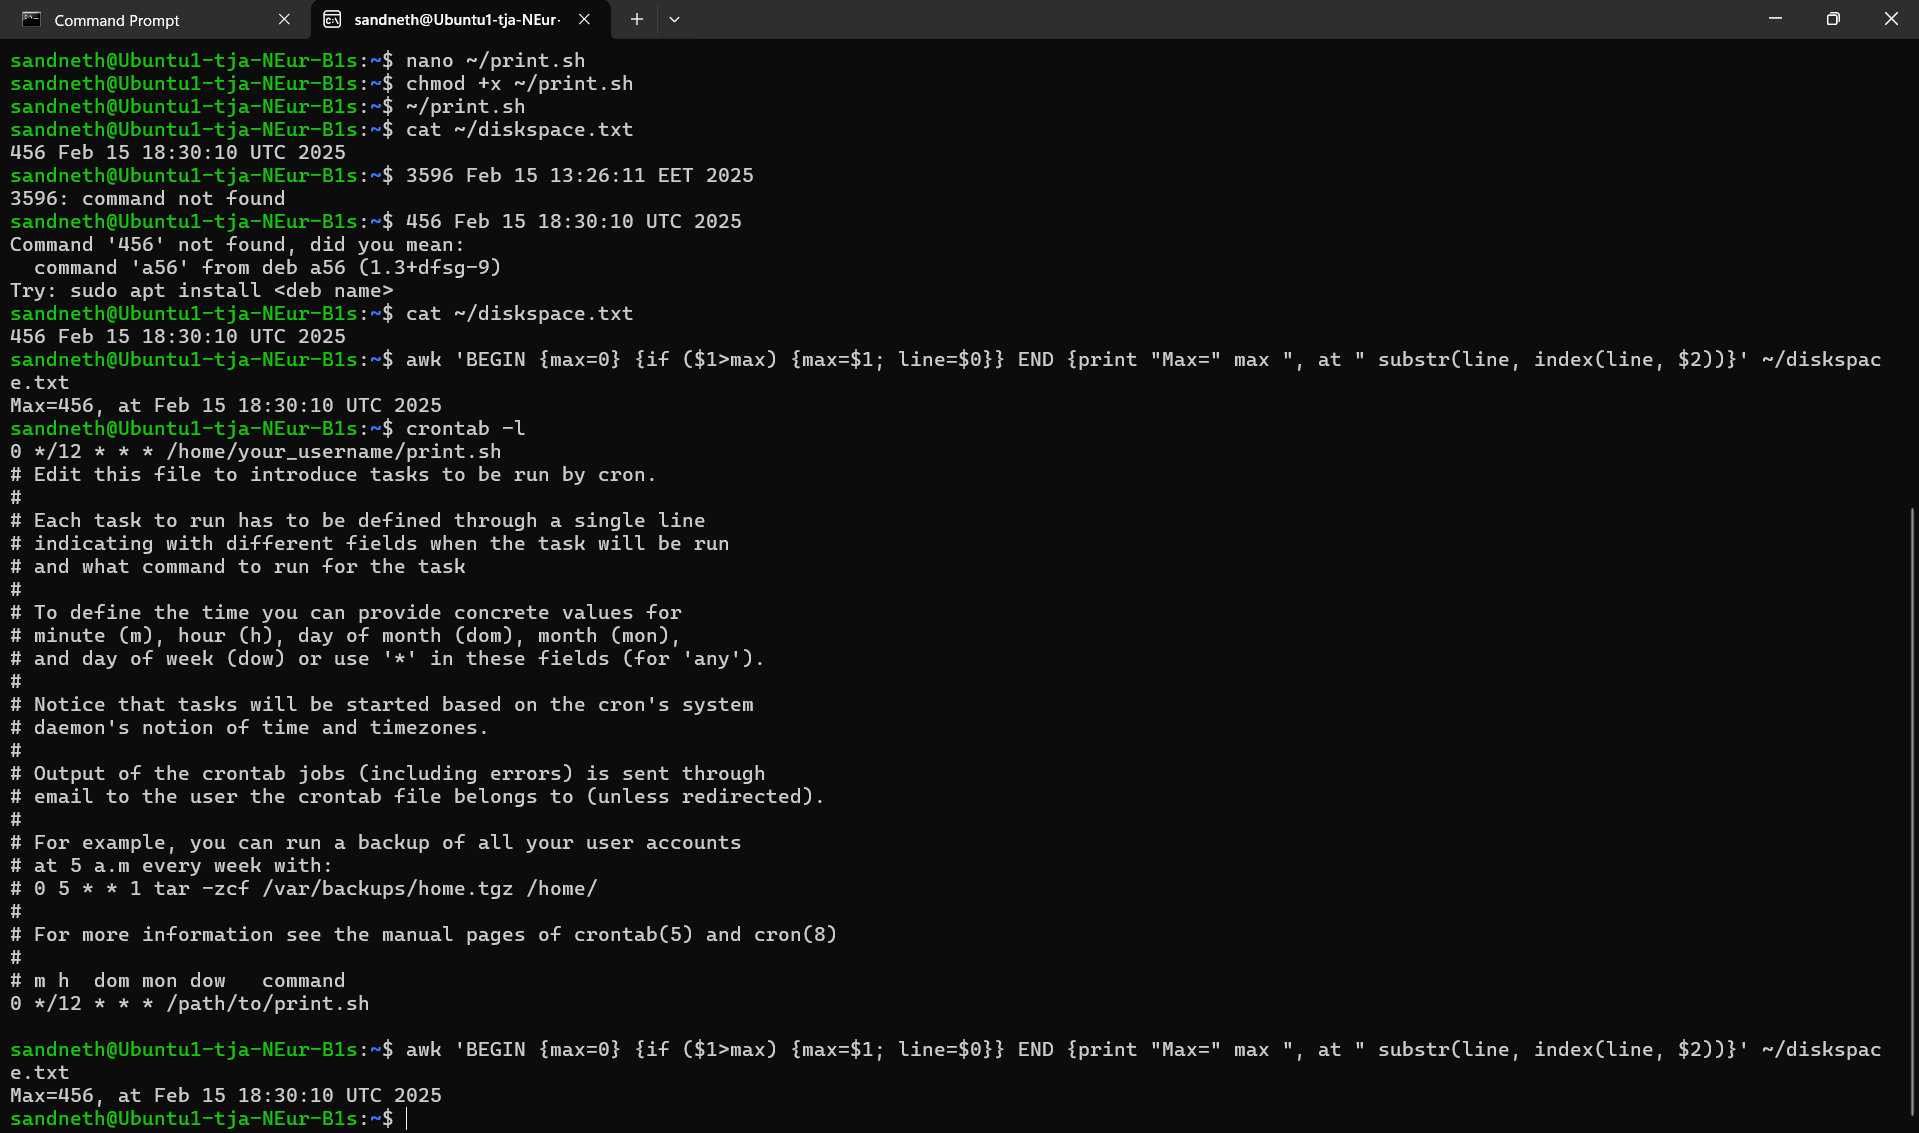 Command Prompt
sandneth@Ubuntu1-tja-NEur-
sandneth@Ubuntu1-tja-NEur-B1s:~$ nano ~/print.sh
sandneth@Ubuntu1-tja-NEur-B1s:~$ chmod +x ~/print.sh
sandneth@Ubuntu1-tja-NEur-B1s:~$ ~/print.sh
sandneth@Ubuntu1-tja-NEur-B1s:~$ cat ~/diskspace.txt
456 Feb 15 18:30:10 UTC 2025
sandneth@Ubuntu1-tja-NEur-B1s:~$ 3596 Feb 15 13:26:11 EET 2025
3596: command not found
sandneth@Ubuntu1-tja-NEur-B1s:~$ 456 Feb 15 18:30:10 UTC 2025
Command '456' not found, did you mean:
  command 'a56' from deb a56 (1.3+dfsg-9)
Try: sudo apt install <deb name>
sandneth@Ubuntu1-tja-NEur-B1s:~$ cat ~/diskspace.txt
456 Feb 15 18:30:10 UTC 2025
sandneth@Ubuntu1-tja-NEur-B1s:~$ awk 'BEGIN {max=0} {if ($1>max) {max=$1; line=$0}} END {print "Max=" max ", at " substr(line, index(line, $2))}' ~/diskspac
e.txt
Max=456, at Feb 15 18:30:10 UTC 2025
sandneth@Ubuntu1-tja-NEur-B1s:~$ crontab -l
0 */12 * * * /home/your_username/print.sh
# Edit this file to introduce tasks to be run by cron.
#
# Each task to run has to be defined through a single line
# indicating with different fields when the task will be run
# and what command to run for the task
#
# To define the time you can provide concrete values for
# minute (m), hour (h), day of month (dom), month (mon),
# and day of week (dow) or use '*' in these fields (for 'any').
#
# Notice that tasks will be started based on the cron's system
# daemon's notion of time and timezones.
#
# Output of the crontab jobs (including errors) is sent through
# email to the user the crontab file belongs to (unless redirected).
#
# For example, you can run a backup of all your user accounts
# at 5 a.m every week with:
# 0 5 * * 1 tar -zcf /var/backups/home.tgz /home/
#
# For more information see the manual pages of crontab(5) and cron(8)
#
# m h  dom mon dow   command
0 */12 * * * /path/to/print.sh
sandneth@Ubuntu1-tja-NEur-B1s:~$ awk 'BEGIN {max=0} {if ($1>max) {max=$1; line=$0}} END {print "Max=" max ", at " substr(line, index(line, $2))}' ~/diskspac
e.txt
Max=456, at Feb 15 18:30:10 UTC 2025
sandneth@Ubuntu1-tja-NEur-B1s:~$